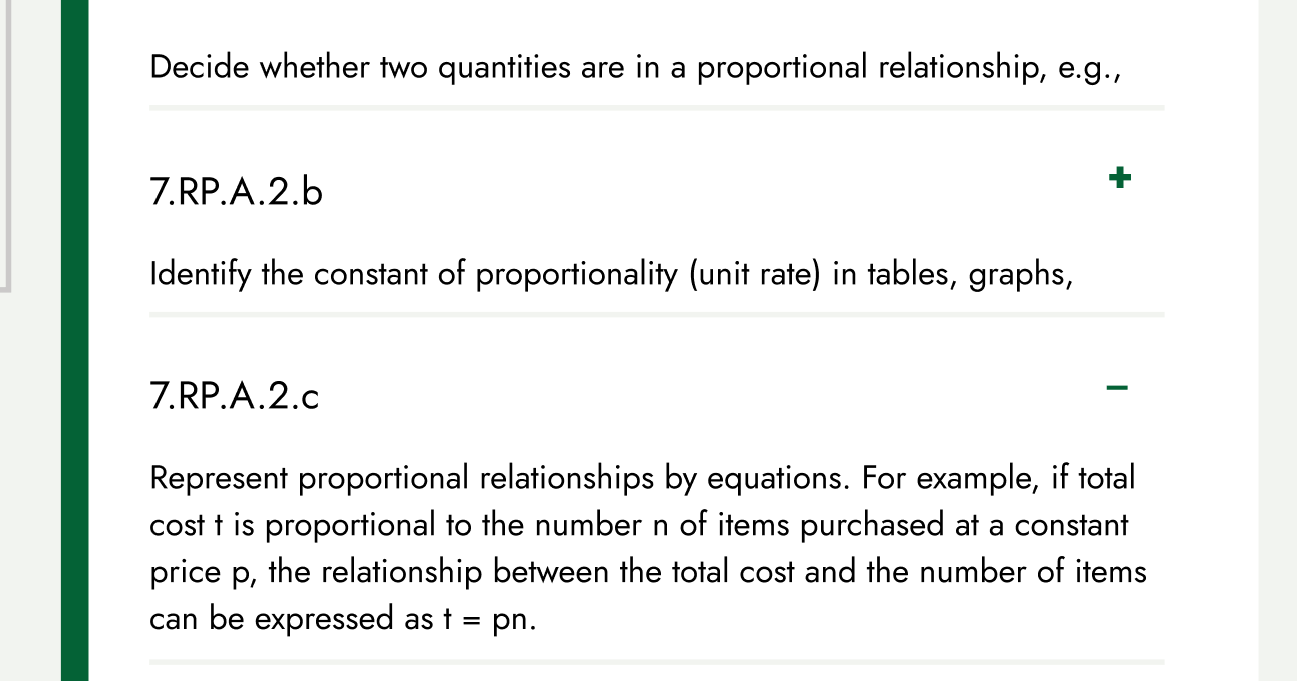 Decide whether two quantities are in a proportional relationship, e.g.,
7.RP.A.2.b
Identify the constant of proportionality (unit rate) in tables, graphs,
7.RP.A.2.c
Represent proportional relationships by equations. For example, if total
cost t is proportional to the number n of items purchased at a constant
price p, the relationship between the total cost and the number of items
can be expressed as t = pn.